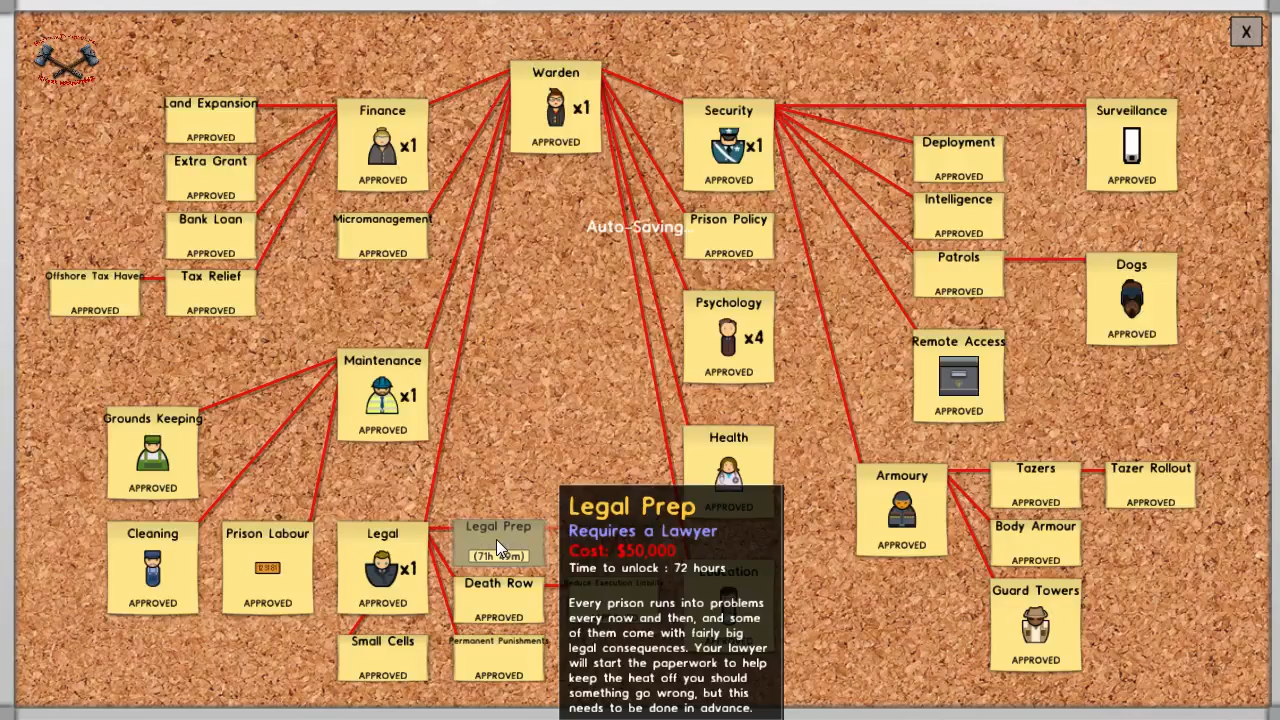 X
Warden
x1
APPROVED
Land Expansion
APPROVED
Finance
x1
APPROVED
Extra Grant
APPROVED
Bank Loan
APPROVED
Micromanagement
APPROVED
Offshore Tax Haven
APPROVED
Tax Relief
APPROVED
Security
x1
APPROVED
Surveillance
APPROVED
Deployment
APPROVED
Intelligence
APPROVED
Auto-Saving...
Prison Policy
APPROVED
Patrols
APPROVED
Dogs
APPROVED
Psychology
x4
APPROVED
Remote Access
APPROVED
Maintenance
x1
APPROVED
Grounds Keeping
APPROVED
Health
APPROVED
Armoury
APPROVED
Tazers
APPROVED
Tazer Rollout
APPROVED
Body Armour
APPROVED
Guard Towers
APPROVED
Cleaning
APPROVED
Prison Labour
APPROVED
Legal
x1
APPROVED
Legal Prep
Death Row
APPROVED
Small Cells
APPROVED
Permanent Punishments
APPROVED
Education
Legal Prep
Requires a Lawyer
Cost: $50,000
Time to unlock : 72 hours
Every prison runs into problems
every now and then, and some
of them come with fairly big
legal consequences. Your lawyer
will start the paperwork to help
keep the heat off you should
something go wrong, but this
needs to be done in advance.